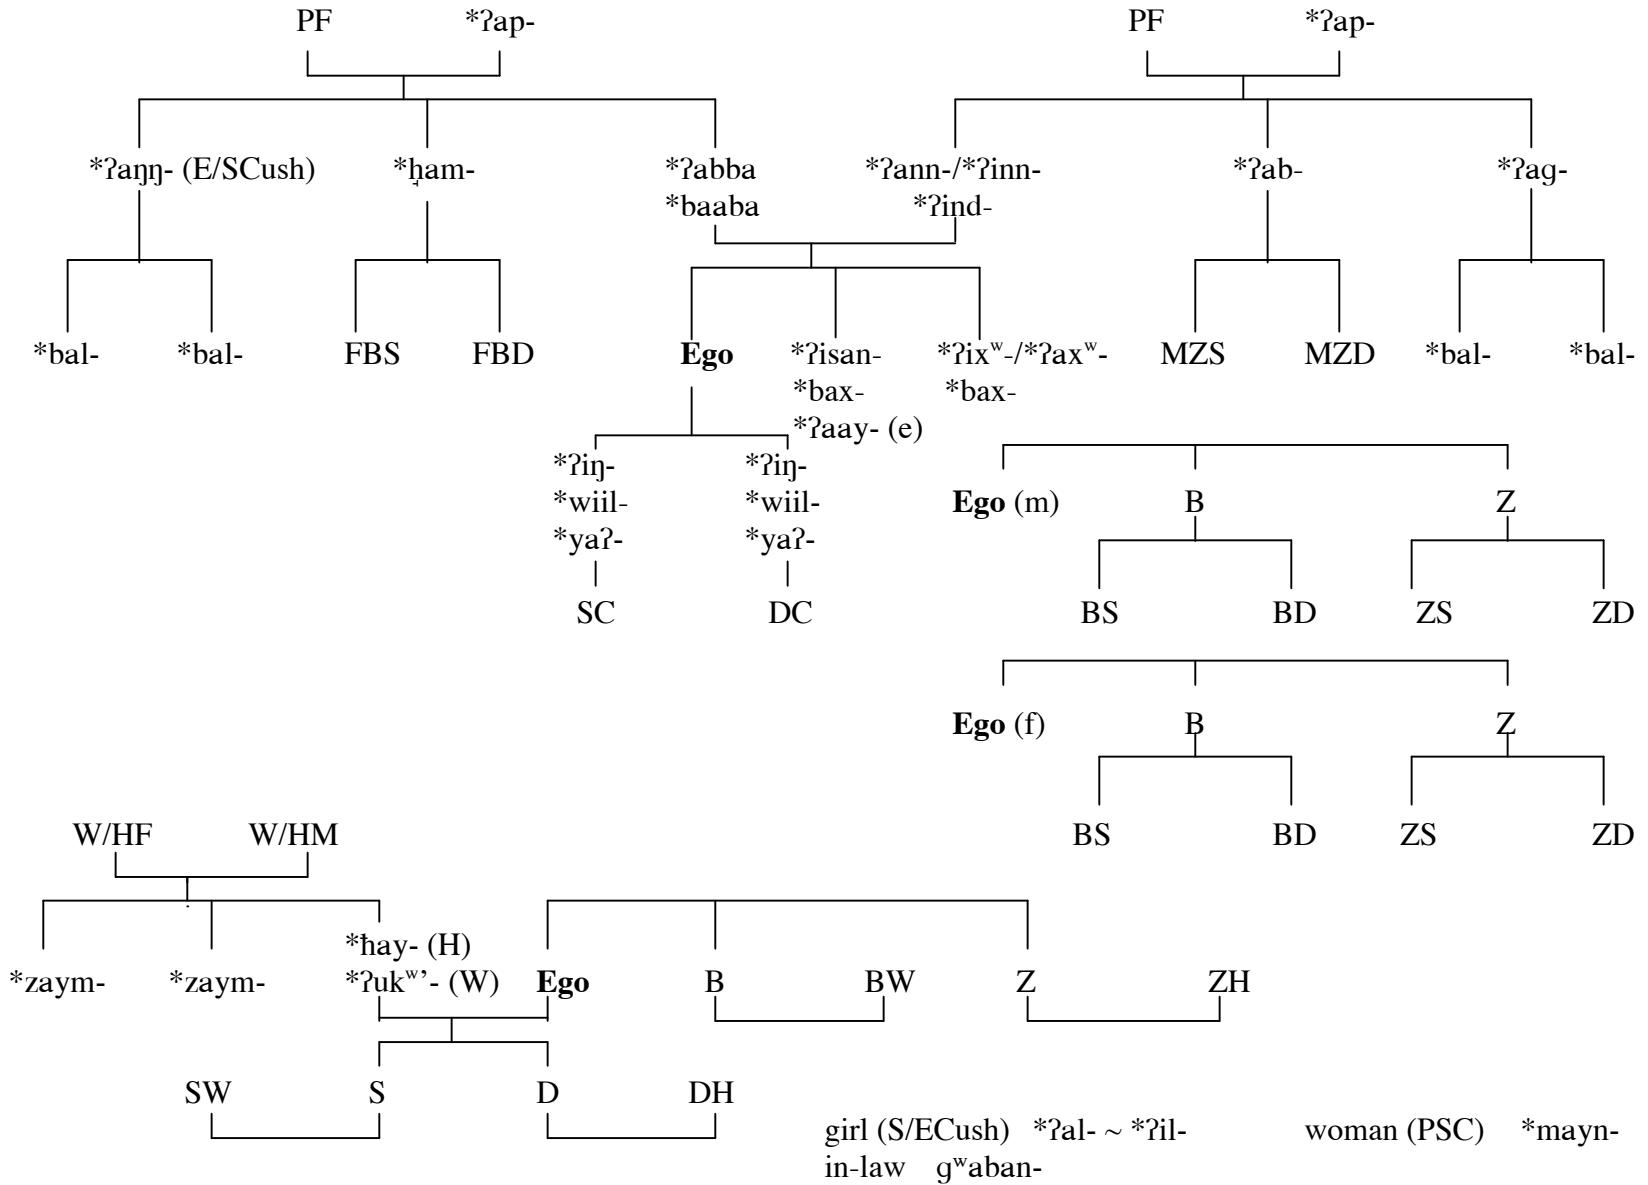 PF *ʔap- PF *ʔap-
*ʔaŋŋ- (E/SCush) *ḥam- *ʔabba *ʔann-/*ʔinn- *ʔab- *ʔag-
*baaba *ʔind-
*bal- *bal- FBS FBD Ego *ʔisan- *ʔixʷ-/*ʔaxʷ- MZS MZD *bal- *bal-
*bax- *bax-
*ʔaay- (e)
*ʔiŋ- *ʔiŋ-
*wiil- *wiil- Ego (m) B Z
*yaʔ- *yaʔ-
SC DC BS BD ZS ZD
Ego (f) B Z
W/HF W/HM BS BD ZS ZD
*ħay- (H)
*zaym- *zaym- *ʔukʷ’- (W) Ego B BW Z ZH
SW S D DH
girl (S/ECush) *ʔal- ~ *ʔil- woman (PSC) *mayn-
in-law gʷaban-